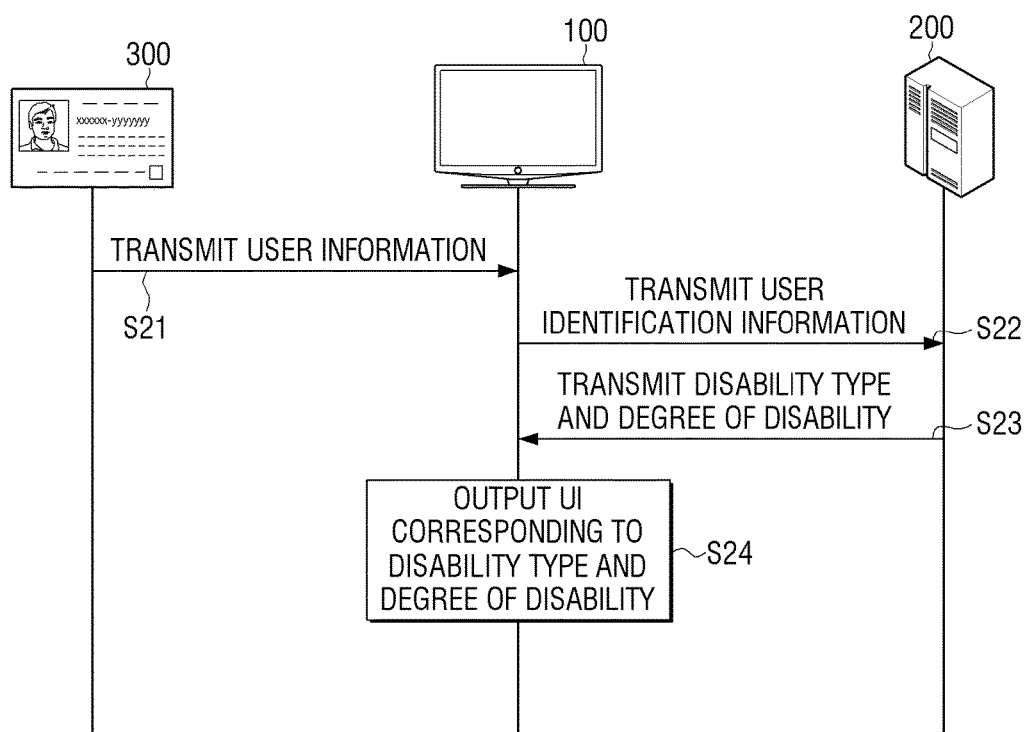 300
100
200
xxxxxx-yyyyyyy
TRANSMIT USER INFORMATION
S21
TRANSMIT USER
IDENTIFICATION INFORMATION
S22
TRANSMIT DISABILITY TYPE
AND DEGREE OF DISABILITY
S23
OUTPUT UI
CORRESPONDING TO
DISABILITY TYPE AND
DEGREE OF DISABILITY
S24